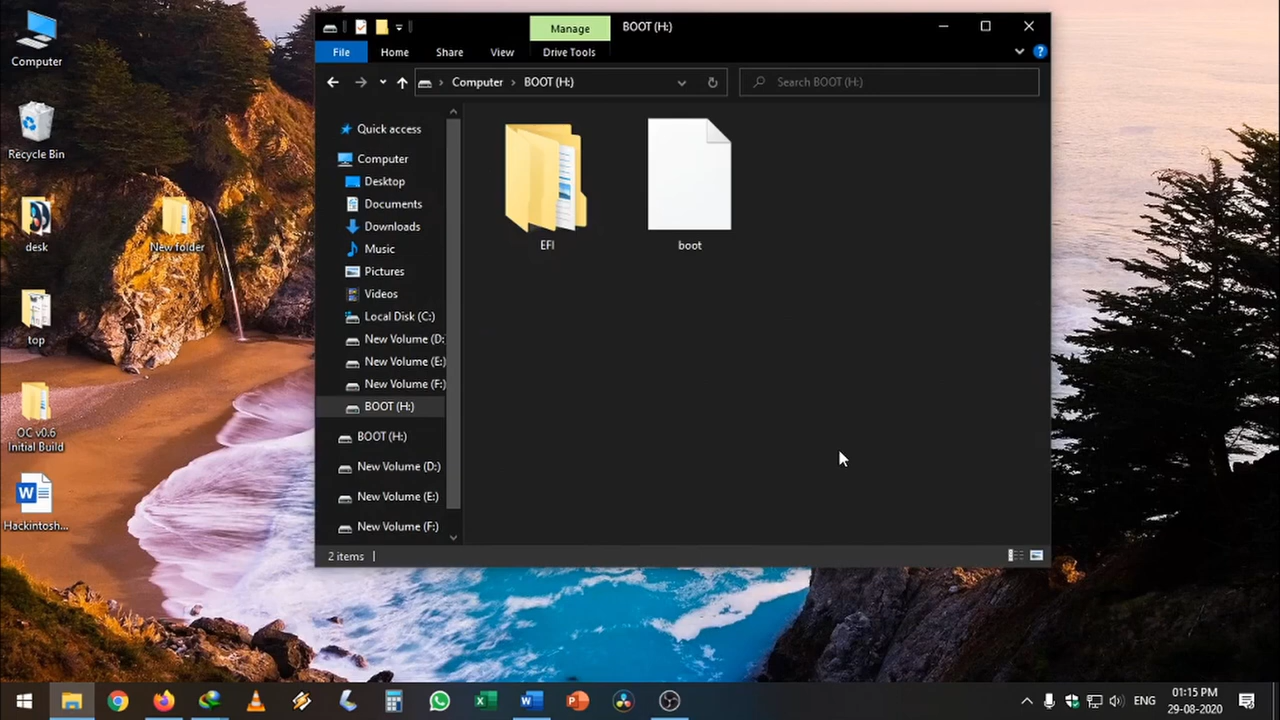 Computer
Recycle Bin
desk
New folder
top
OC v0.6
Initial Build
Hackintosh...
Manage
BOOT (H:)
File
Home
Share
View
Drive Tools
Computer
BOOT (H:)
Search BOOT (H:)
Quick access
Computer
Desktop
Documents
Downloads
Music
Pictures
Videos
Local Disk (C:)
New Volume (D:
New Volume (E:)
New Volume (F:)
BOOT (H:)
BOOT (H:)
New Volume (D:)
New Volume (E:)
New Volume (F:)
EFI
boot
2 items
ENG
01:15 PM
29-08-2020